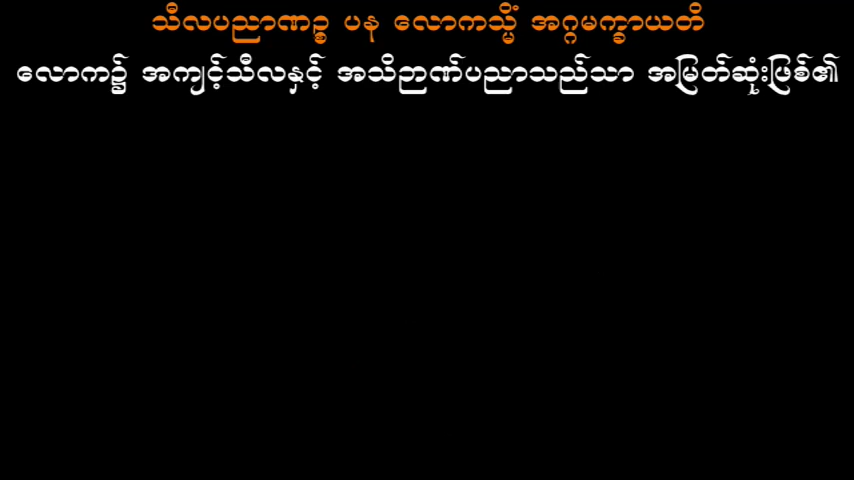 သီလပညာဏဉ္စ ပန လောကသ္မိံ အဂ္ဂမက္ခာယတိ
လောက၌ အကျင့်သီလနှင့် အသိဉာဏ်ပညာသည်သာ အမြတ်ဆုံးဖြစ်၏